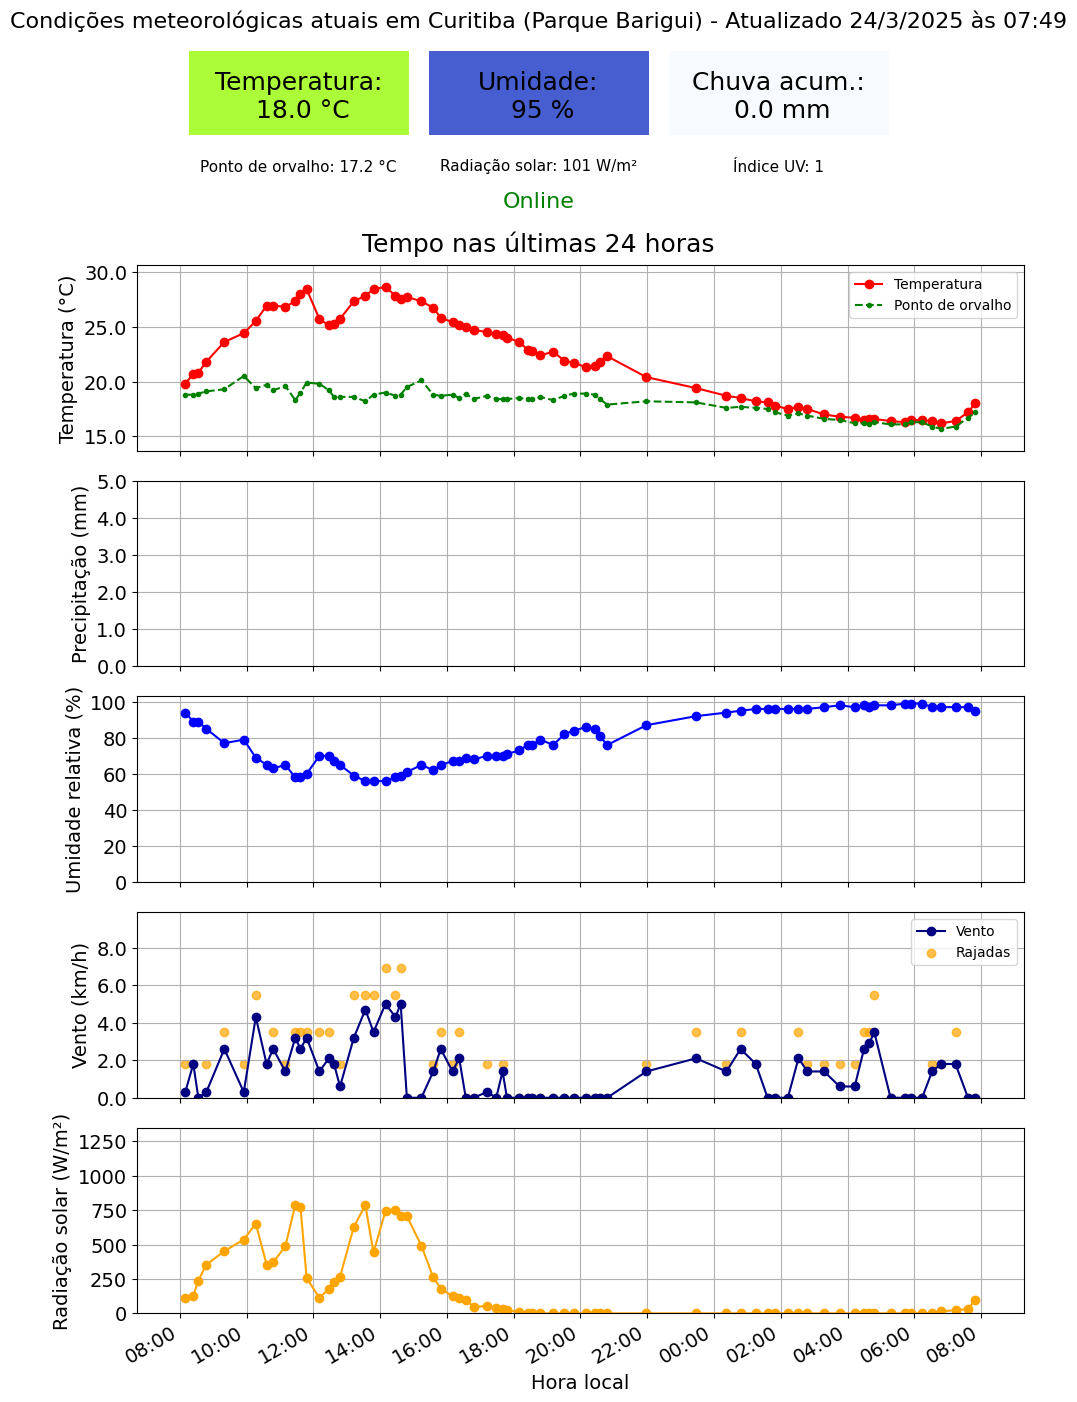 Condições meteorológicas atuais em Curitiba (Parque Barigui) - Atualizado 24/3/2025 às 07:49
Temperatura:
18.0 °C
Umidade:
95 %
Chuva acum.:
0.0 mm
Ponto de orvalho: 17.2 °C
Radiação solar: 101 W/m²
Índice UV: 1
Online
Tempo nas últimas 24 horas
Temperatura (°C)
30.0
25.0
20.0
15.0
Temperatura
Ponto de orvalho
Precipitação (mm)
5.0
4.0
3.0
2.0
1.0
0.0
Umidade relativa (%)
100
80
60
40
20
0
Vento (km/h)
8.0
6.0
4.0
2.0
0.0
Vento
Rajadas
Radiação solar (W/m²)
1250
1000
750
500
250
0
08:00
10:00
12:00
14:00
16:00
18:00
20:00
22:00
00:00
02:00
04:00
06:00
08:00
Hora local